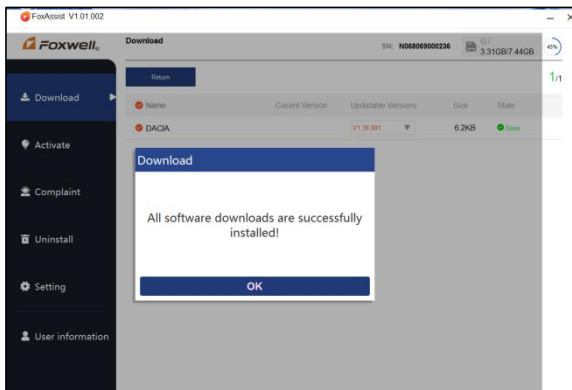 FoxAssist V1.01.002
FOXWELL®
Download
SN: N068069000236
G:/
3.31GB/7.44GB
45%
Return
1/1
Download
Name
Current Version
Updatable Versions
Size
State
DACIA
V1.30.001
6.2KB
Done
Activate
Download
Complaint
All software downloads are successfully
installed!
Uninstall
OK
Setting
User information